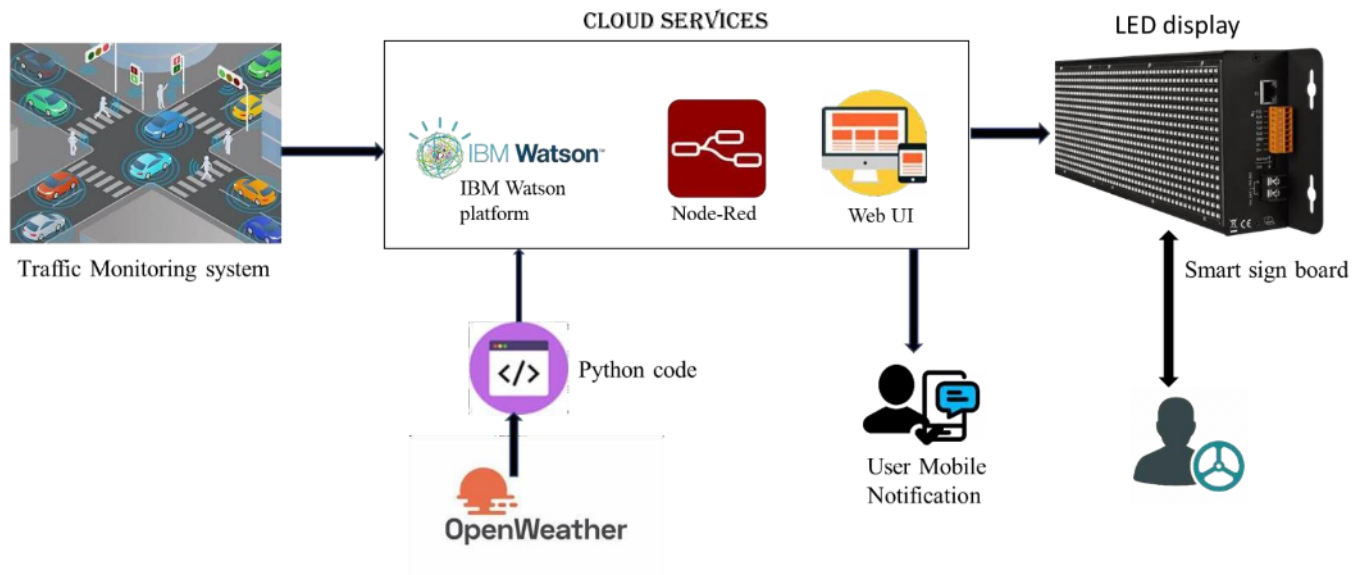 CLOUD SERVICES
LED display
IBM Watson™
IBM Watson
platform
Node-Red
Web UI
Traffic Monitoring system
Smart sign board
</>
Python code
User Mobile
Notification
OpenWeather